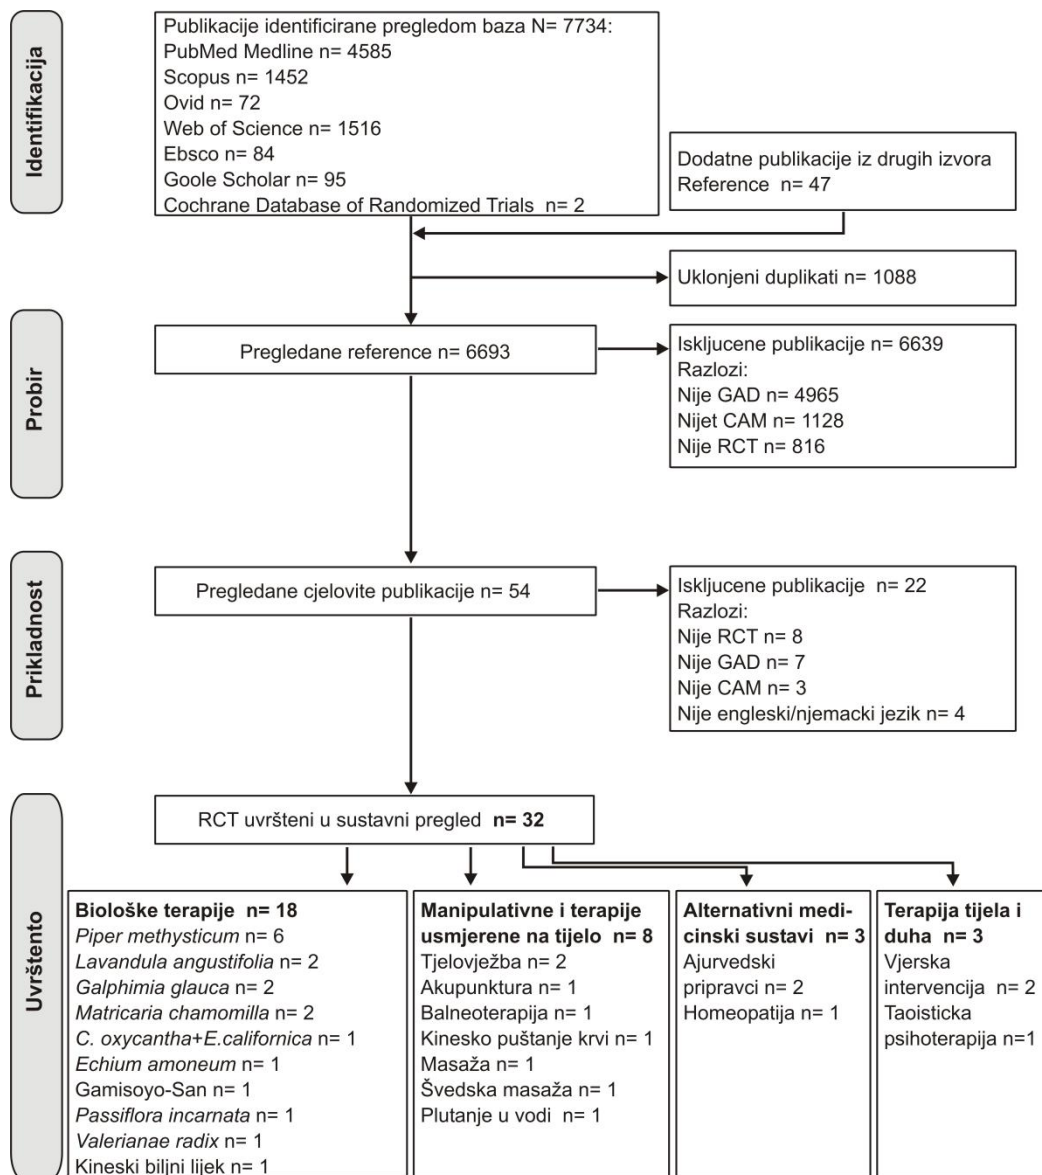 Identifikacija
Publikacije identificirane pregledom baza N= 7734:
PubMed Medline n= 4585
Scopus n= 1452
Ovid n= 72
Web of Science n= 1516
Ebsco n= 84
Goole Scholar n= 95
Cochrane Database of Randomized Trials n= 2
Dodatne publikacije iz drugih izvora
Reference n= 47
Uklonjeni duplikati n= 1088
Probir
Pregledane reference n= 6693
Iskljucene publikacije n= 6639
Razlozi:
Nije GAD n= 4965
Nijet CAM n= 1128
Nije RCT n= 816
Prikladnost
Pregledane cjelovite publikacije n= 54
Iskljucene publikacije n= 22
Razlozi:
Nije RCT n= 8
Nije GAD n= 7
Nije CAM n= 3
Nije engleski/njemacki jezik n= 4
Uvrštento
RCT uvršteni u sustavni pregled n= 32
Biološke terapije n= 18
Piper methysticum n= 6
Lavandula angustifolia n= 2
Galphimia glauca n= 2
Matricaria chamomilla n= 2
C. oxycantha+E.californica n= 1
Echium amoneum n= 1
Gamisoyo-San n= 1
Passiflora incarnata n= 1
Valerianae radix n= 1
Kineski biljni lijek n= 1
Manipulativne i terapije
usmjerene na tijelo n= 8
Tjelovježba n= 2
Akupunktura n= 1
Balneoterapija n= 1
Kinesko puštanje krvi n= 1
Masaža n= 1
Švedska masaža n= 1
Plutanje u vodi n= 1
Alternativni medi-
cinski sustavi n= 3
Ajurvedski
pripravci n= 2
Homeopatija n= 1
Terapija tijela i
duha n= 3
Vjerska
intervencija n= 2
Taoisticka
psihoterapija n=1